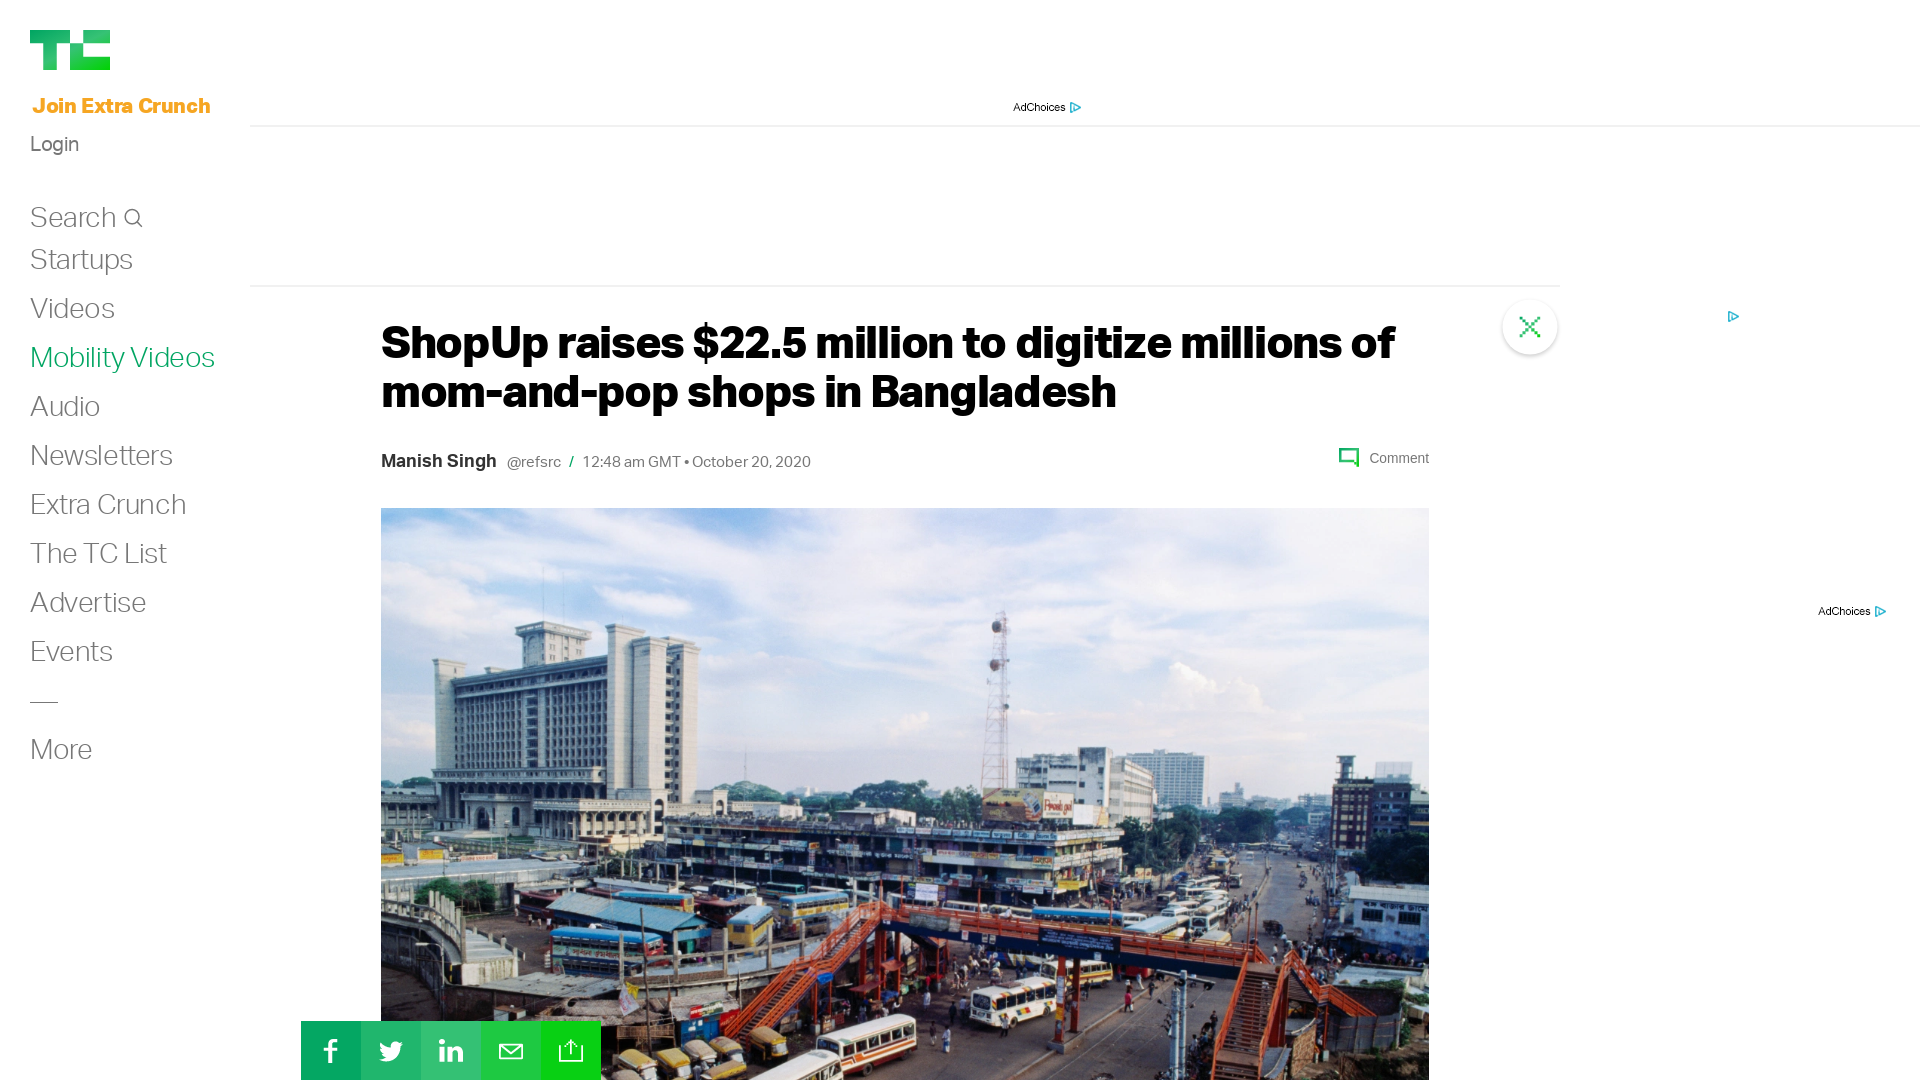 TC
Join Extra Crunch
Login
Search
Startups
Videos
Mobility Videos
Audio
Newsletters
Extra Crunch
The TC List
Advertise
Events
More
AdChoices
ShopUp raises $22.5 million to digitize millions of
mom-and-pop shops in Bangladesh
Manish Singh @refsrc / 12:48 am GMT • October 20, 2020
Comment
AdChoices